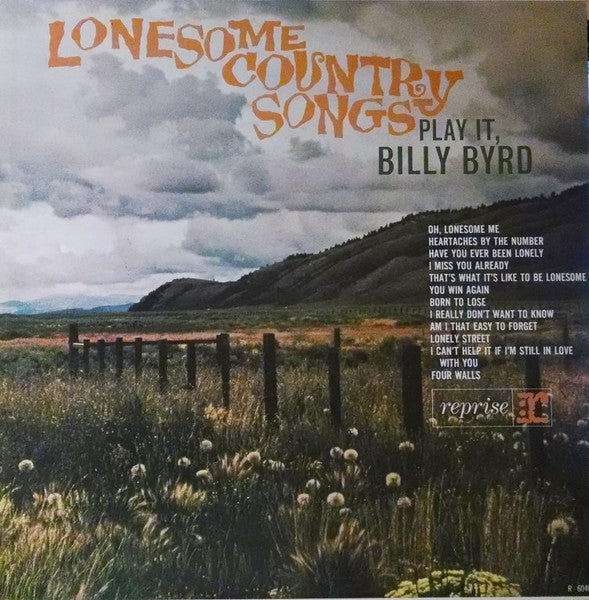 LONESOME
COUNTRY
SONGS
PLAY IT,
BILLY BYRD
OH, LONESOME ME
HEARTACHES BY THE NUMBER
HAVE YOU EVER BEEN LONELY
I MISS YOU ALREADY
THAT'S WHAT IT'S LIKE TO BE LONESOME
YOU WIN AGAIN
BORN TO LOSE
I REALLY DON'T WANT TO KNOW
AM I THAT EASY TO FORGET
LONELY STREET
I CAN'T HELP IT IF I'M STILL IN LOVE
WITH YOU
FOUR WALLS
reprise r: